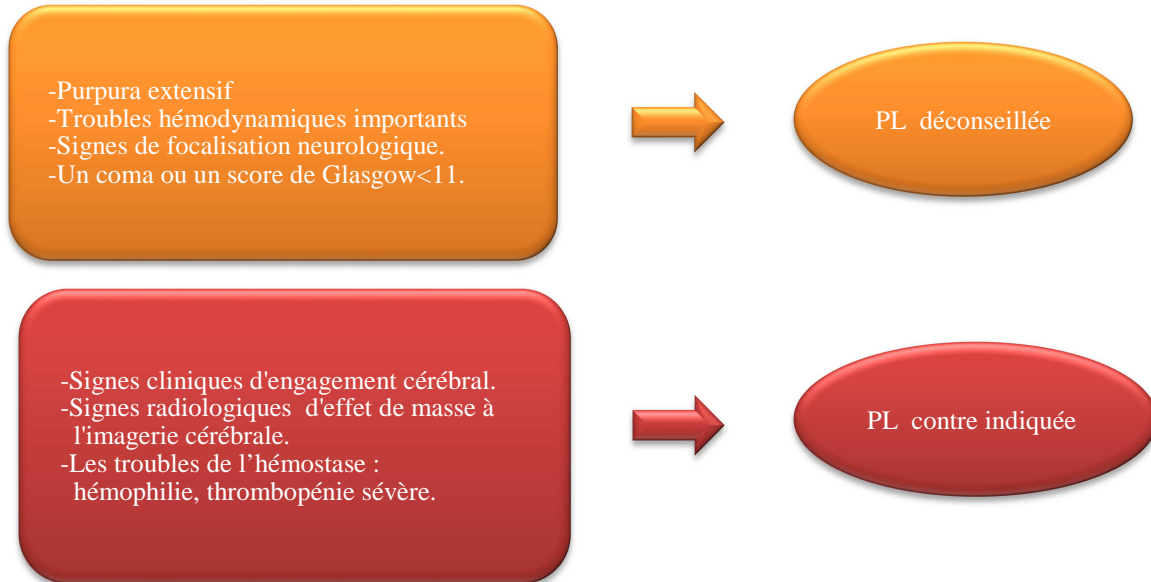 -Purpura extensif
-Troubles hémodynamiques importants
-Signes de focalisation neurologique.
-Un coma ou un score de Glasgow<11.
PL déconseillée
-Signes cliniques d'engagement cérébral.
-Signes radiologiques d'effet de masse à
l'imagerie cérébrale.
-Les troubles de l’hémostase :
hémophilie, thrombopénie sévère.
PL contre indiquée